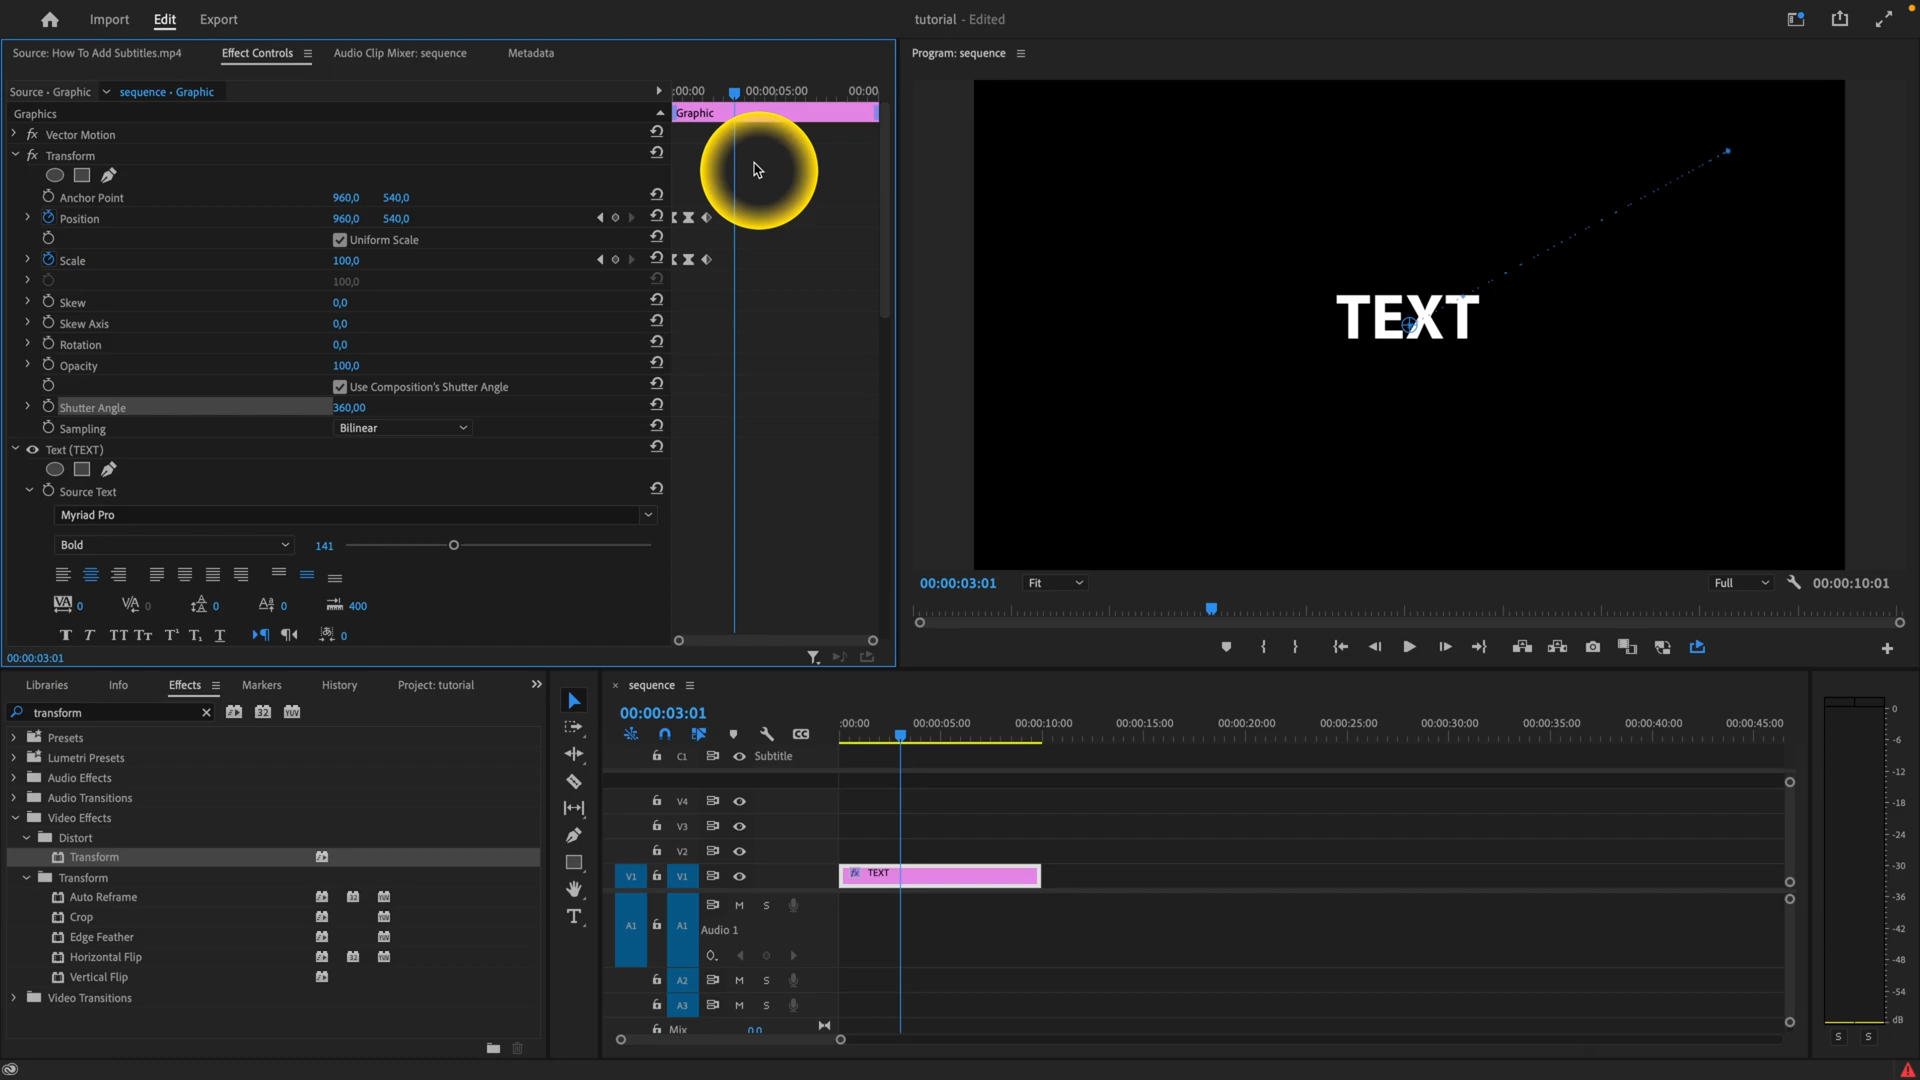 Import Edit Export
tutorial - Edited
Source: How To Add Subtitles.mp4 Effect Controls Audio Clip Mixer: sequence Metadata
Program: sequence
Source • Graphic sequence • Graphic
:00:00 00:00:05:00 00:00
Graphics
Graphic
fx Vector Motion
fx Transform
Anchor Point 960,0 540,0
Position 960,0 540,0
Uniform Scale
Scale 100,0
100,0
Skew 0,0
Skew Axis 0,0
Rotation 0,0
Opacity 100,0
Use Composition's Shutter Angle
Shutter Angle 360,00
Sampling Bilinear
Text (TEXT)
Source Text
Myriad Pro
Bold 141
0 0 0 0 400
0
00:00:03:01
TEXT
00:00:03:01 Fit Full 00:00:10:01
Libraries Info Effects Markers History Project: tutorial
transform 32 YUV
Presets
Lumetri Presets
Audio Effects
Audio Transitions
Video Effects
Distort
Transform
Transform
Auto Reframe
Crop
Edge Feather
Horizontal Flip
Vertical Flip
Video Transitions
sequence
00:00:03:01
:00:00 00:00:05:00 00:00:10:00 00:00:15:00 00:00:20:00 00:00:25:00 00:00:30:00 00:00:35:00 00:00:40:00 00:00:45:00
CC
C1 Subtitle
V4
V3
V2
V1 V1 fx TEXT
M S
A1 A1 Audio 1
A2 M S
A3 M S
Mix 0,0
0
-6
-12
-18
-24
-30
-36
-42
-48
-54
dB
S S